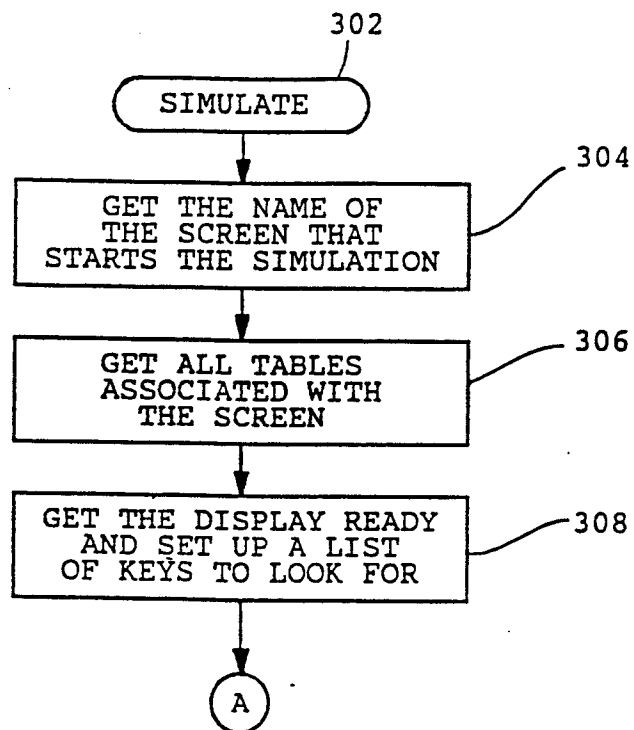 302
SIMULATE
304
GET THE NAME OF
THE SCREEN THAT
STARTS THE SIMULATION
306
GET ALL TABLES
ASSOCIATED WITH
THE SCREEN
GET THE DISPLAY READY
AND SET UP A LIST
OF KEYS TO LOOK FOR
308
A